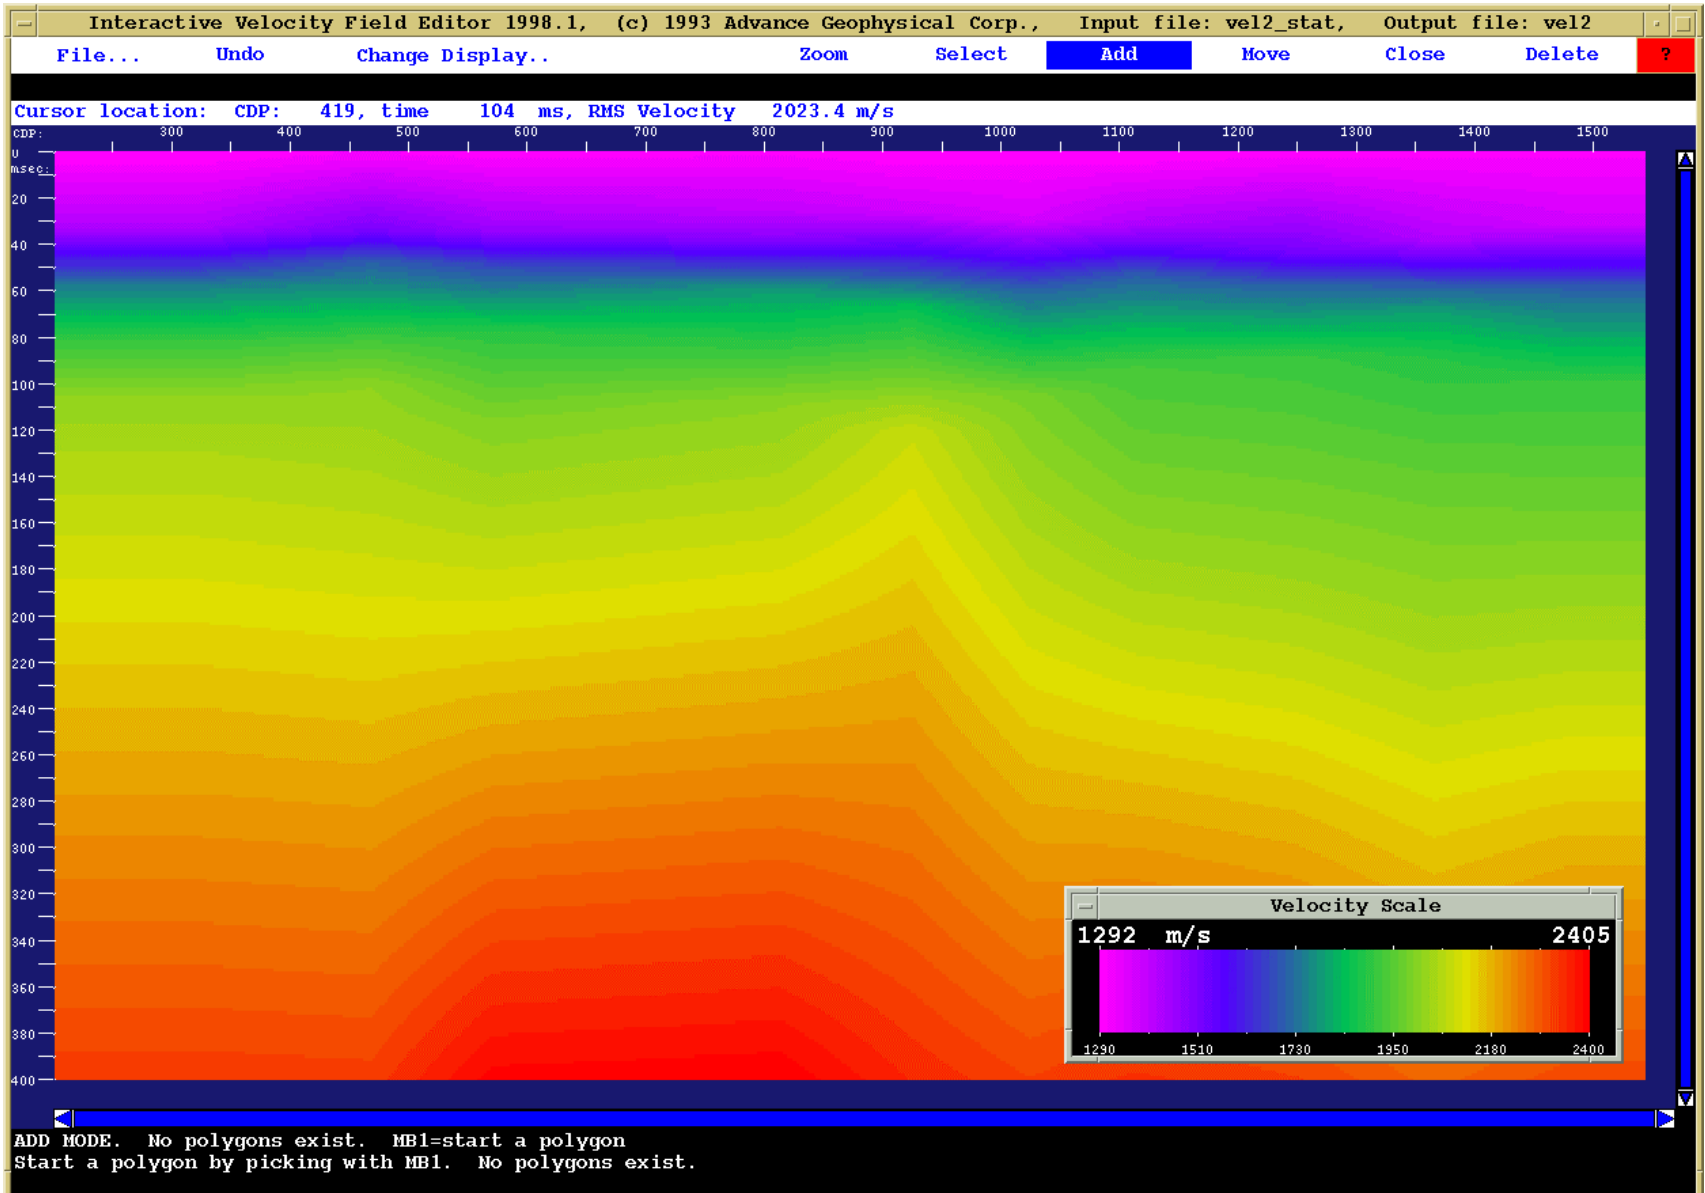 Interactive Velocity Field Editor 1998.1, (c) 1993 Advance Geophysical Corp., Input file: vel2_stat, Output file: vel2
File... Undo Change Display.. Zoom Select Add Move Close Delete ?
Cursor location: CDP: 419, time 104 ms, RMS Velocity 2023.4 m/s
CDP: 300 400 500 600 700 800 900 1000 1100 1200 1300 1400 1500
msec:
20
40
60
80
100
120
140
160
180
200
220
240
260
280
300
320
340
360
380
400
Velocity Scale
1292 m/s 2405
1290 1510 1730 1950 2180 2400
ADD MODE. No polygons exist. MB1=start a polygon
Start a polygon by picking with MB1. No polygons exist.